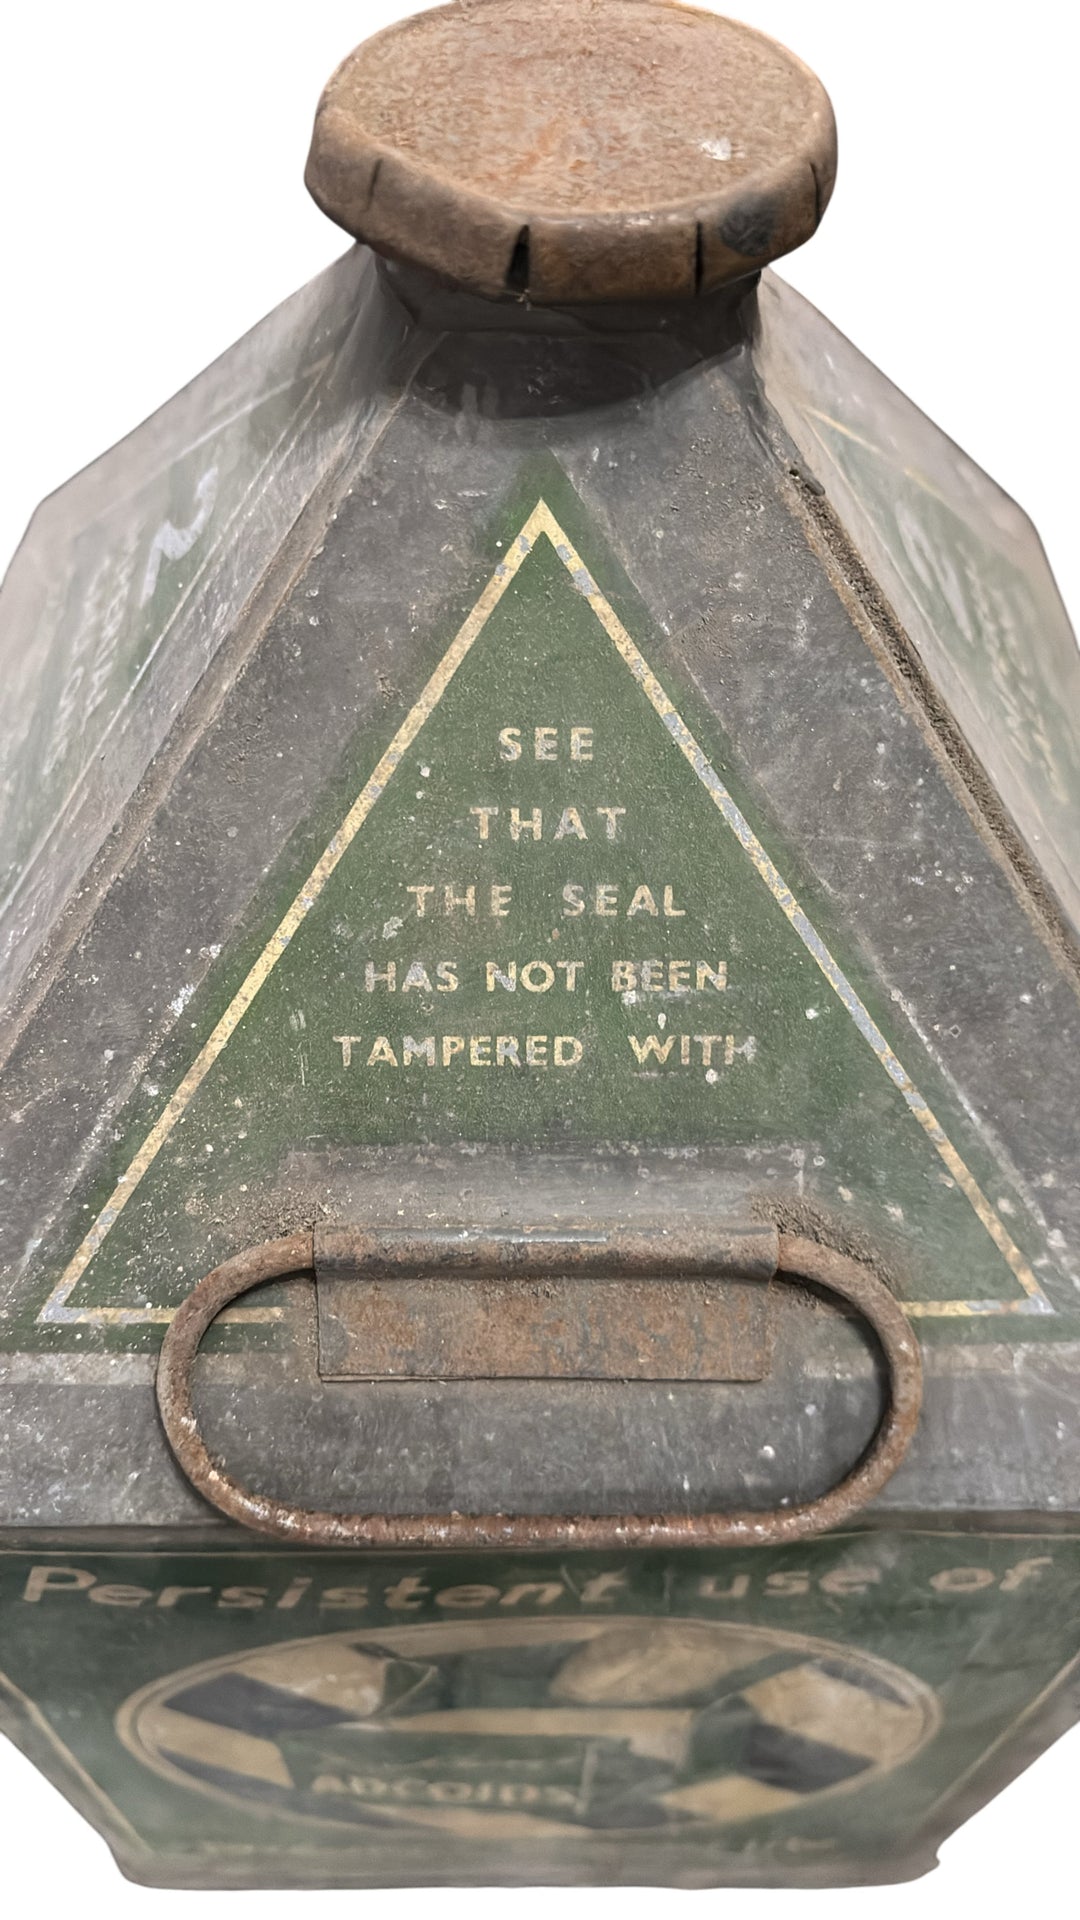 SEE
THAT
THE SEAL
HAS NOT BEEN
TAMPERED WITH
Persistent use of
ADCOIDS